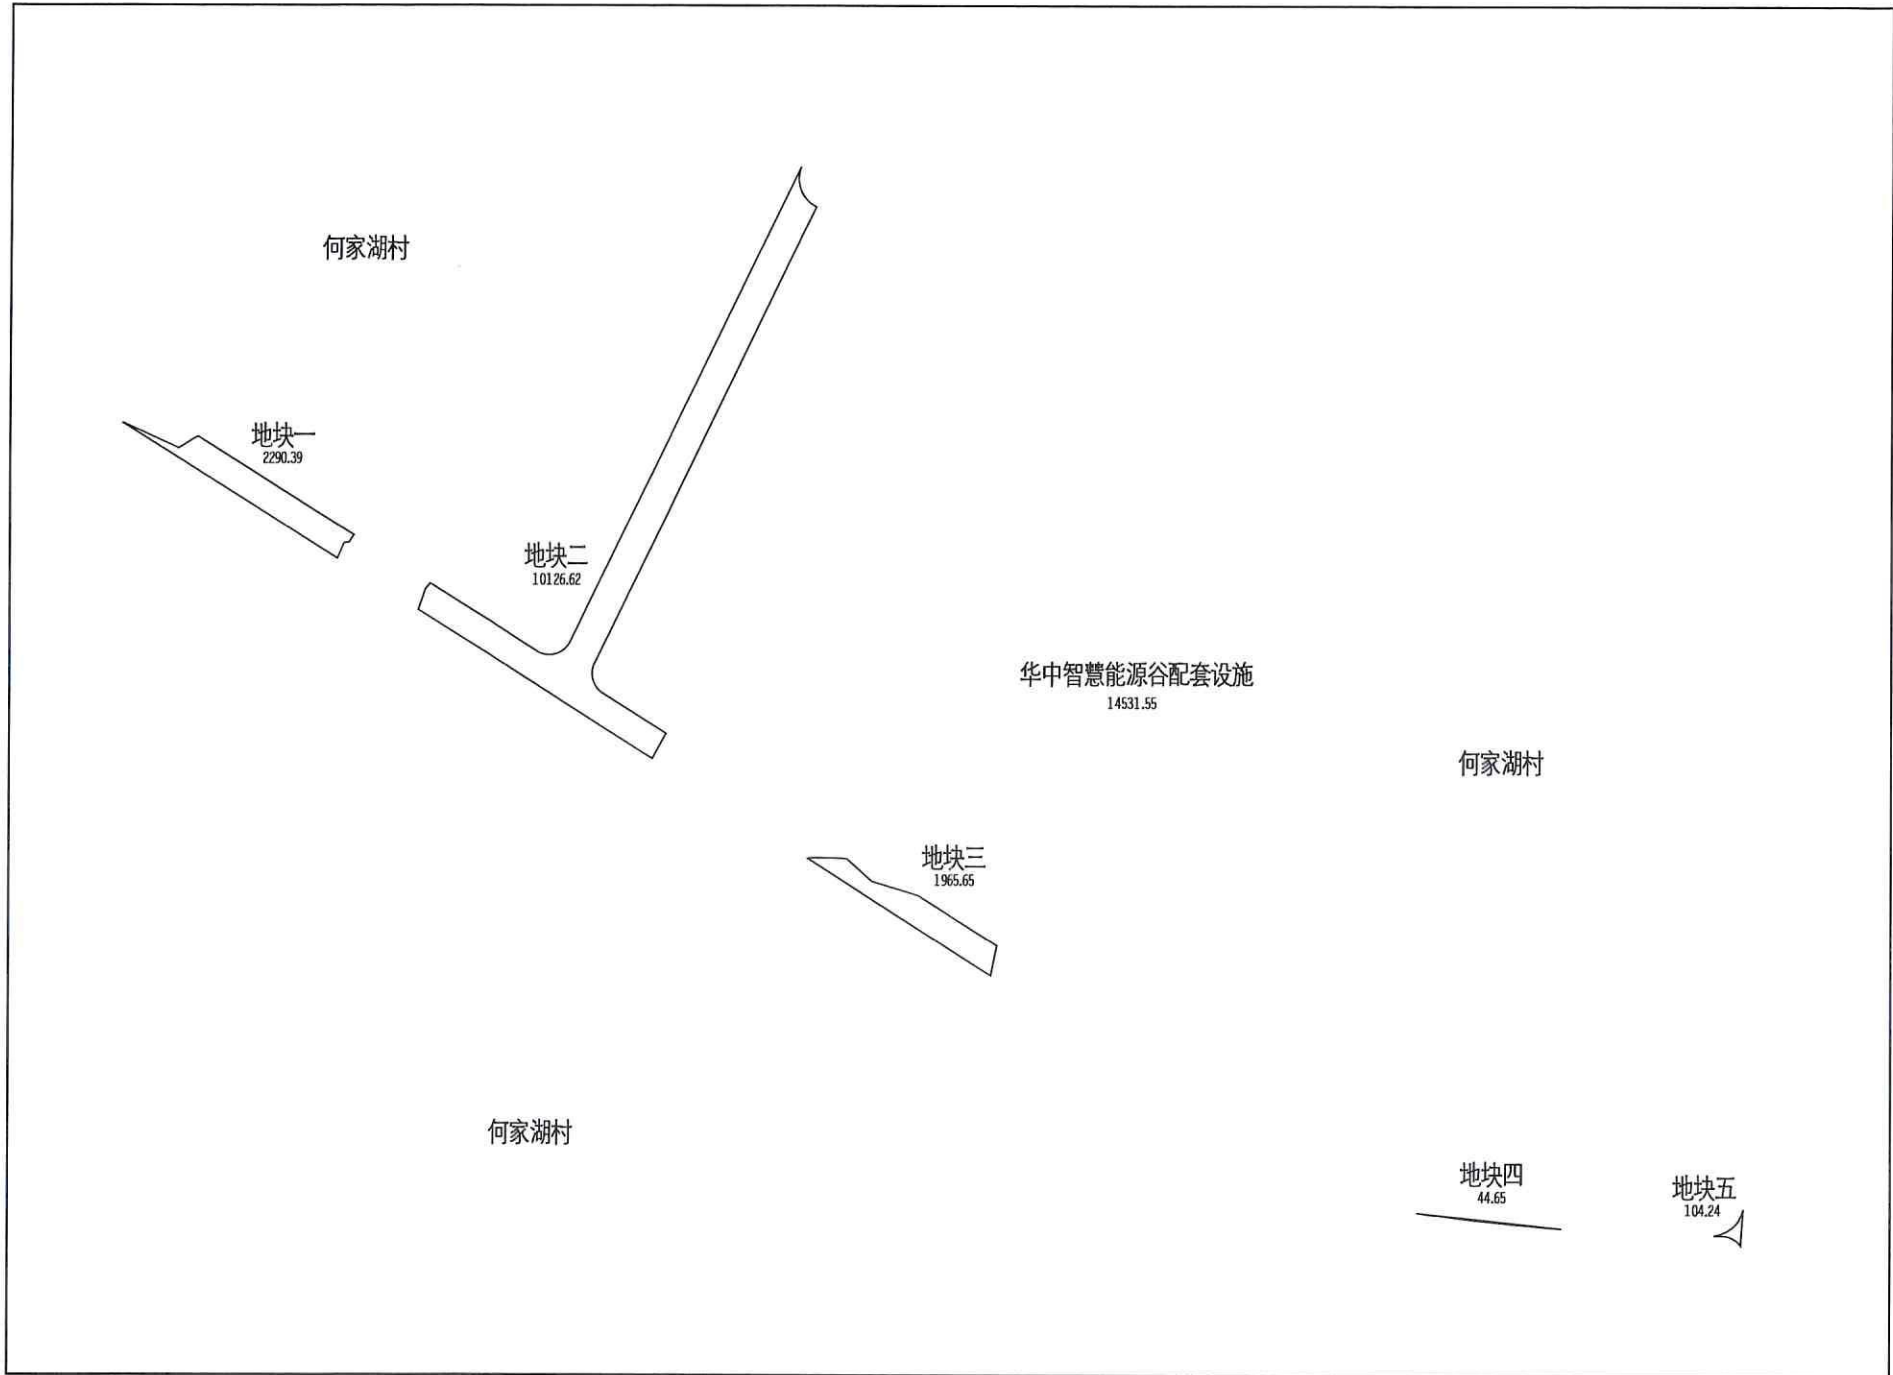 何家湖村
地块一
2290.39
地块二
10126.62
华中智慧能源谷配套设施
14531.55
何家湖村
地块三
1965.65
何家湖村
地块四
44.65
地块五
104.24